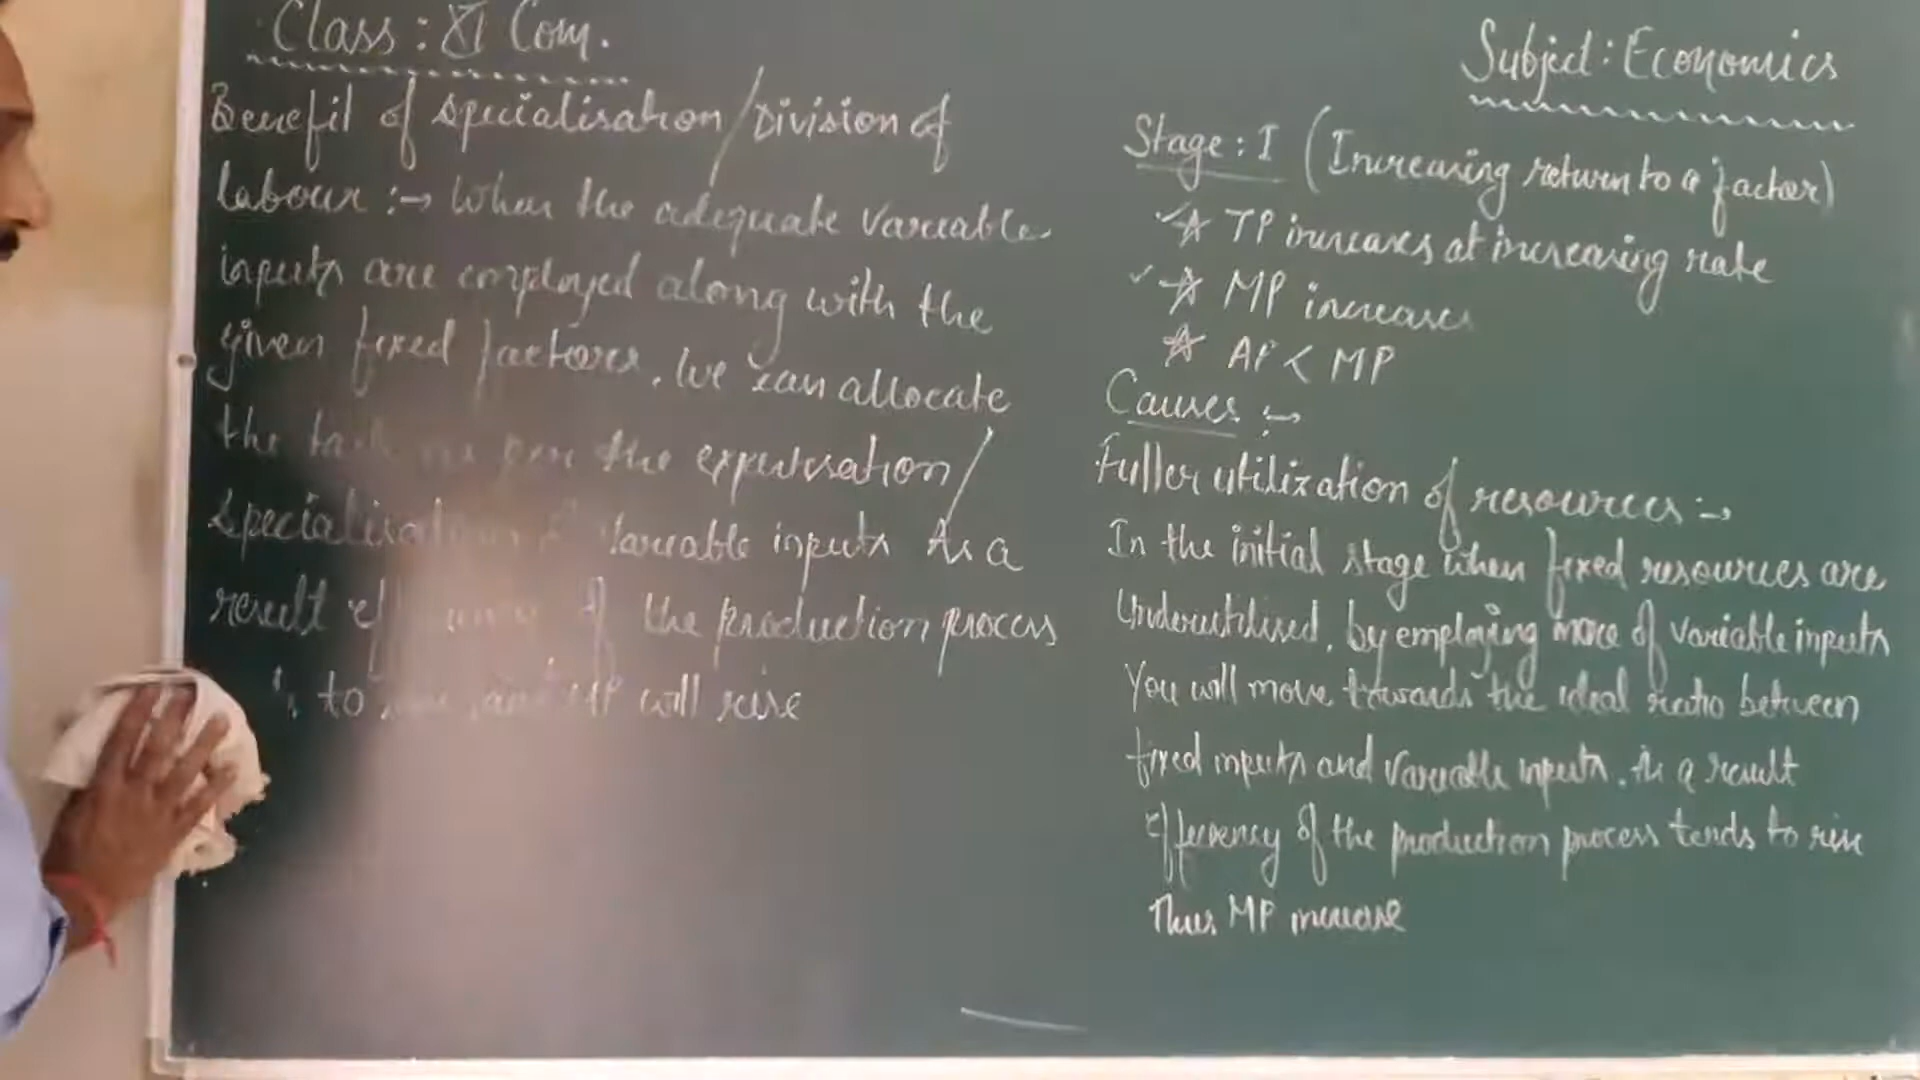 Class : XI Com.
Subject : Economics
Benefit of specialisation / Division of
labour :→ When the adequate variable
inputs are employed along with the
given fixed factors, we can allocate
the per the
variable inputs As a
result of the production process
to MP will rise
Stage : I (Increasing return to a factor)
☆ TP increases at increasing rate
☆ MP increases
☆ AP < MP
Causes :→
Fuller utilization of resources :→
In the initial stage when fixed resources are
Underutilised, by employing more of variable inputs
You will move towards the ideal ratio between
fixed inputs and variable inputs. As a result
Efficiency of the production process tends to rise
Thus MP increase